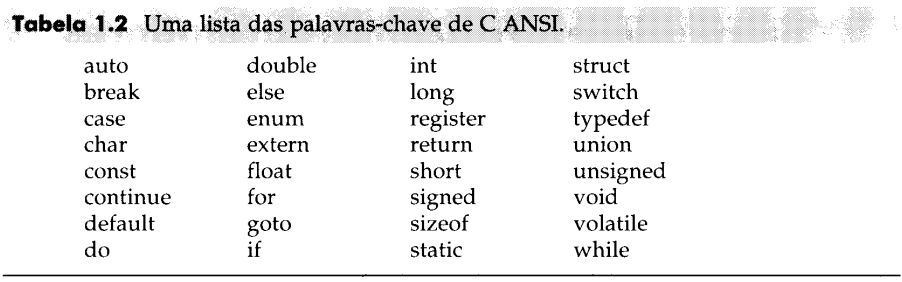 Tabela 1.2 Uma lista das palavras-chave de C ANSI.
auto double int struct
break else long switch
case enum register typedef
char extern return union
const float short unsigned
continue for signed void
default goto sizeof volatile
do if static while